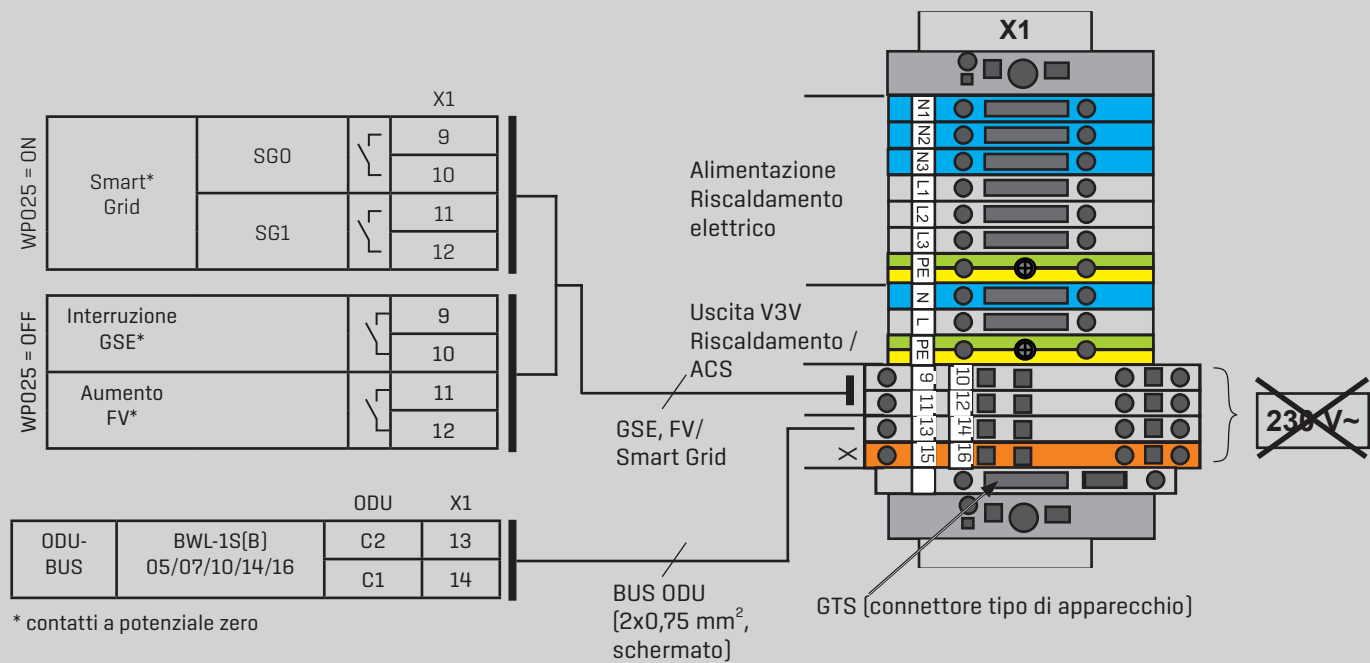 X1
WP025 = ON
Smart*
Grid
SG0
9
10
SG1
11
12
WP025 = OFF
Interruzione
GSE*
9
10
Aumento
FV*
11
12
ODU
X1
ODU-
BUS
BWL-1S(B)
05/07/10/14/16
C2
13
C1
14
* contatti a potenziale zero
Alimentazione
Riscaldamento
elettrico
Uscita V3V
Riscaldamento /
ACS
GSE, FV/
Smart Grid
BUS ODU
(2x0,75 mm²,
schermato)
X1
N1
N2
N3
L1
L2
L3
PE
N
L
PE
9 10
11 12
13 14
X 15 16
230 V~
GTS (connettore tipo di apparecchio)